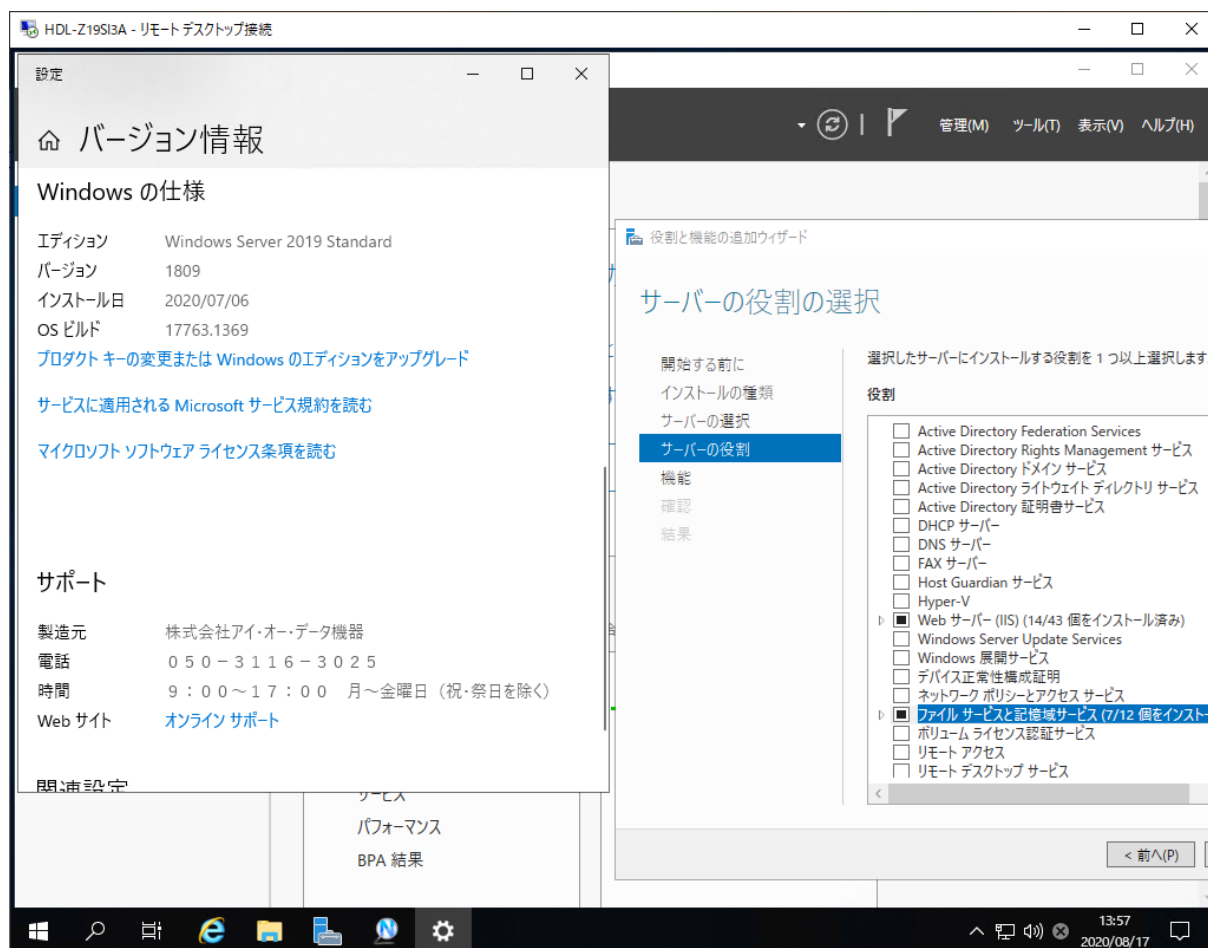 HDL-Z19SI3A - リモート デスクトップ接続
設定
バージョン情報
Windows の仕様
エディション Windows Server 2019 Standard
バージョン 1809
インストール日 2020/07/06
OS ビルド 17763.1369
プロダクト キーの変更または Windows のエディションをアップグレード
サービスに適用される Microsoft サービス規約を読む
マイクロソフト ソフトウェア ライセンス条項を読む
サポート
製造元 株式会社アイ・オー・データ機器
電話 ０５０－３１１６－３０２５
時間 ９：００～１７：００　月～金曜日（祝・祭日を除く）
Web サイト オンライン サポート
関連設定
サービス
パフォーマンス
BPA 結果
管理(M) ツール(T) 表示(V) ヘルプ(H)
役割と機能の追加ウィザード
サーバーの役割の選択
開始する前に
インストールの種類
サーバーの選択
サーバーの役割
機能
確認
結果
選択したサーバーにインストールする役割を 1 つ以上選択します
役割
Active Directory Federation Services
Active Directory Rights Management サービス
Active Directory ドメイン サービス
Active Directory ライトウェイト ディレクトリ サービス
Active Directory 証明書サービス
DHCP サーバー
DNS サーバー
FAX サーバー
Host Guardian サービス
Hyper-V
Web サーバー (IIS) (14/43 個をインストール済み)
Windows Server Update Services
Windows 展開サービス
デバイス正常性構成証明
ネットワーク ポリシーとアクセス サービス
ファイル サービスと記憶域サービス (7/12 個をインストー
ボリューム ライセンス認証サービス
リモート アクセス
リモート デスクトップ サービス
< 前へ(P)
13:57
2020/08/17